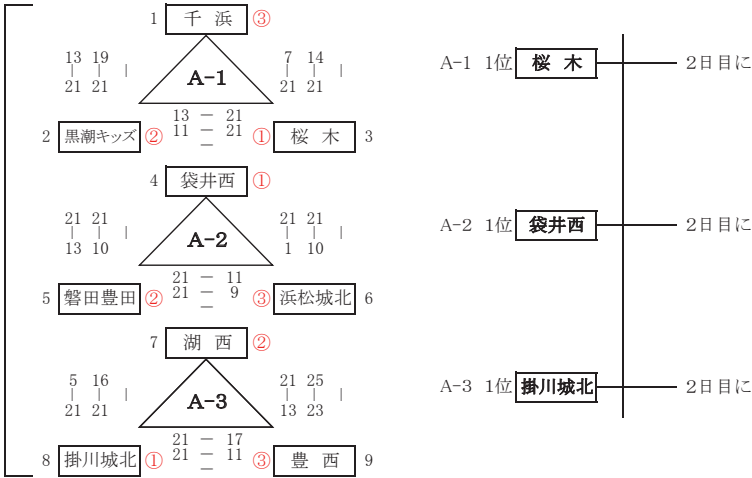 1 千 浜 ③
13 19 | 7 14
| | A-1 | | |
21 21 21 21
13 − 21
11 − 21
−
2 黒潮キッズ ② ① 桜 木 3
4 袋井西 ①
21 21 | 21 21
| | A-2 | | |
13 10 1 10
21 − 11
21 − 9
−
5 磐田豊田 ② ③ 浜松城北 6
7 湖 西 ②
5 16 | 21 25
| | A-3 | | |
21 21 13 23
21 − 17
21 − 11
−
8 掛川城北 ① ③ 豊 西 9
A-1 1位 桜 木 2日目に
A-2 1位 袋井西 2日目に
A-3 1位 掛川城北 2日目に